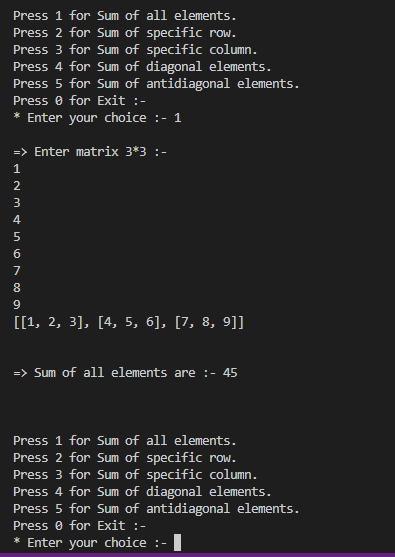 Press 1 for Sum of all elements.
Press 2 for Sum of specific row.
Press 3 for Sum of specific column.
Press 4 for Sum of diagonal elements.
Press 5 for Sum of antidiagonal elements.
Press 0 for Exit :-
* Enter your choice :- 1
=> Enter matrix 3*3 :-
1
2
3
4
5
6
7
8
9
[[1, 2, 3], [4, 5, 6], [7, 8, 9]]
=> Sum of all elements are :- 45
Press 1 for Sum of all elements.
Press 2 for Sum of specific row.
Press 3 for Sum of specific column.
Press 4 for Sum of diagonal elements.
Press 5 for Sum of antidiagonal elements.
Press 0 for Exit :-
* Enter your choice :-